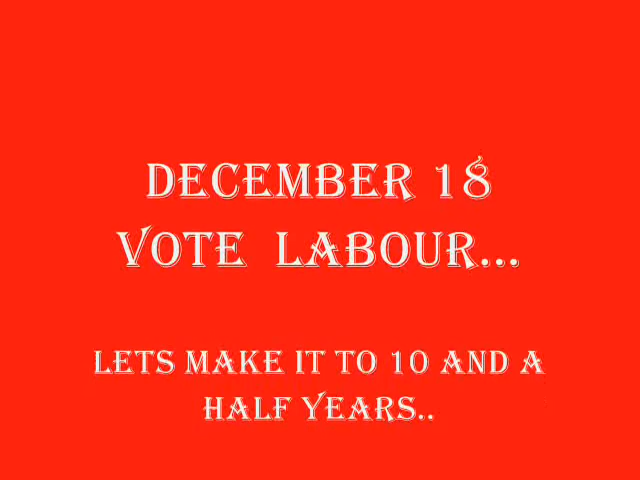 DECEMBER 18
VOTE LABOUR...
LETS MAKE IT TO 10 AND A
HALF YEARS..